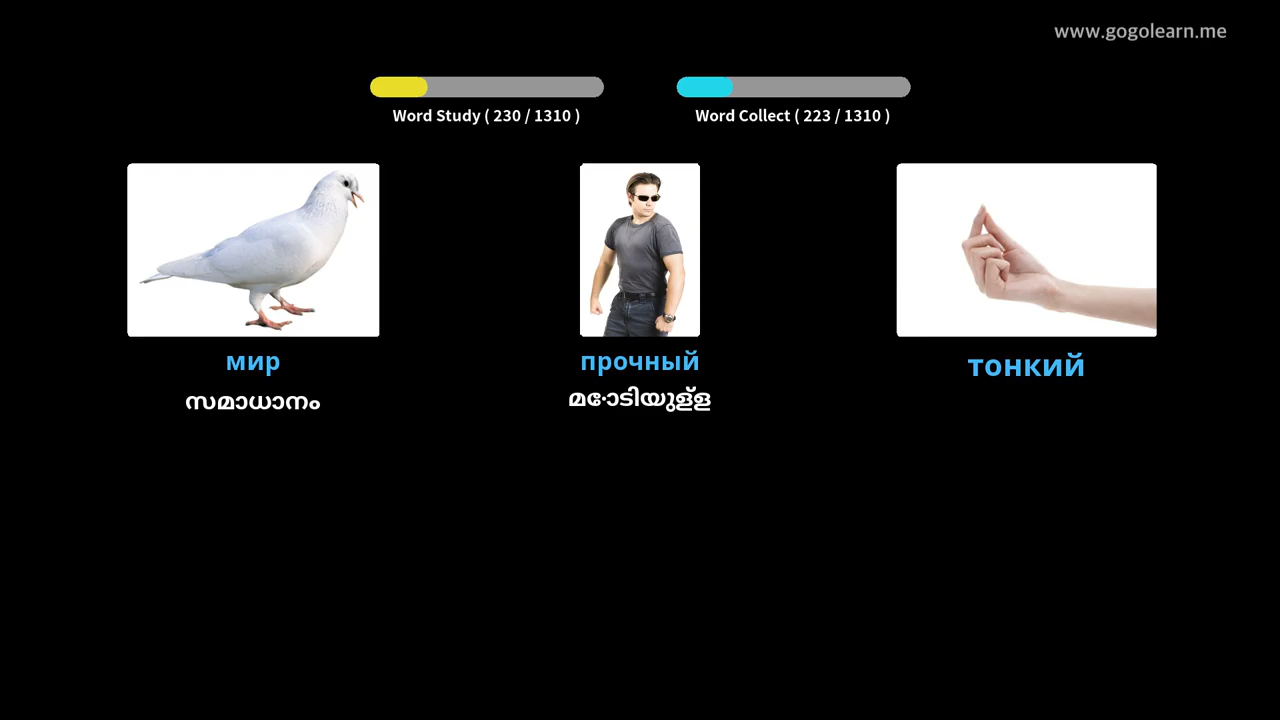 www.gogolearn.me
Word Study ( 230 / 1310 )
Word Collect ( 223 / 1310 )
мир
прочный
тонкий
സമാധാനം
മോടിയുള്ള